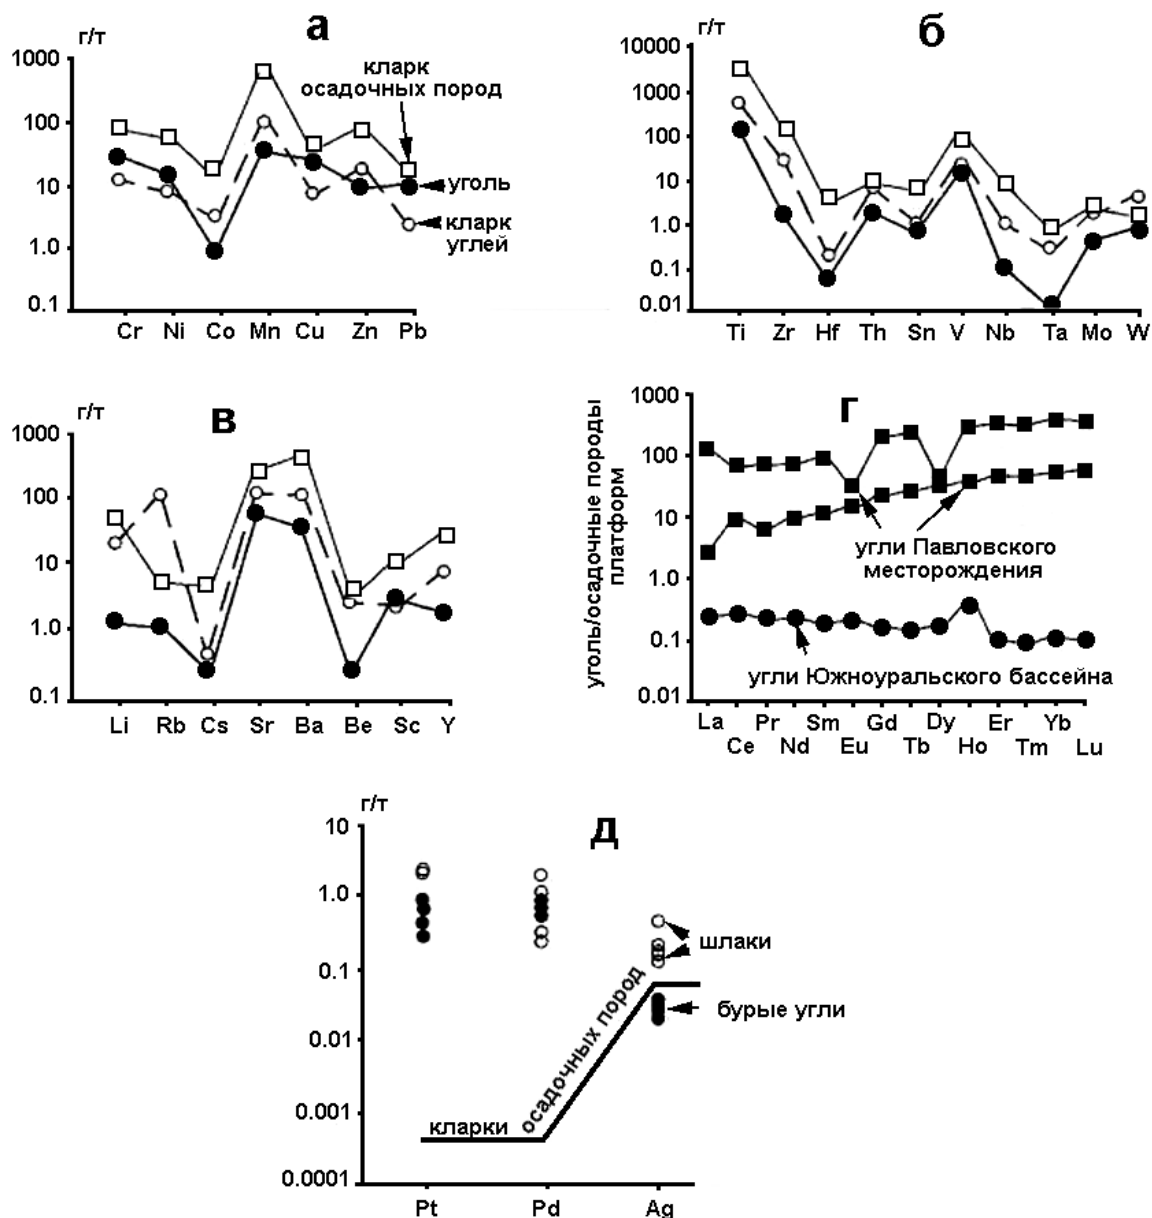 г/т
а
1000
100
10
1.0
0.1
кларк
осадочных пород
уголь
кларк
углей
Cr Ni Co Mn Cu Zn Pb
г/т
б
10000
1000
100
10
1.0
0.1
0.01
Ti Zr Hf Th Sn V Nb Ta Mo W
г/т
в
1000
100
10
1.0
0.1
Li Rb Cs Sr Ba Be Sc Y
г
уголь/осадочные породы
платформ
1000
100
10
1.0
0.1
0.01
угли Павловского
месторождения
угли Южноуральского бассейна
La Pr Sm Gd Dy Er Yb
Ce Nd Eu Tb Ho Tm Lu
г/т
д
10
1.0
0.1
0.01
0.001
0.0001
шлаки
бурые угли
кларки
осадочных пород
Pt Pd Ag